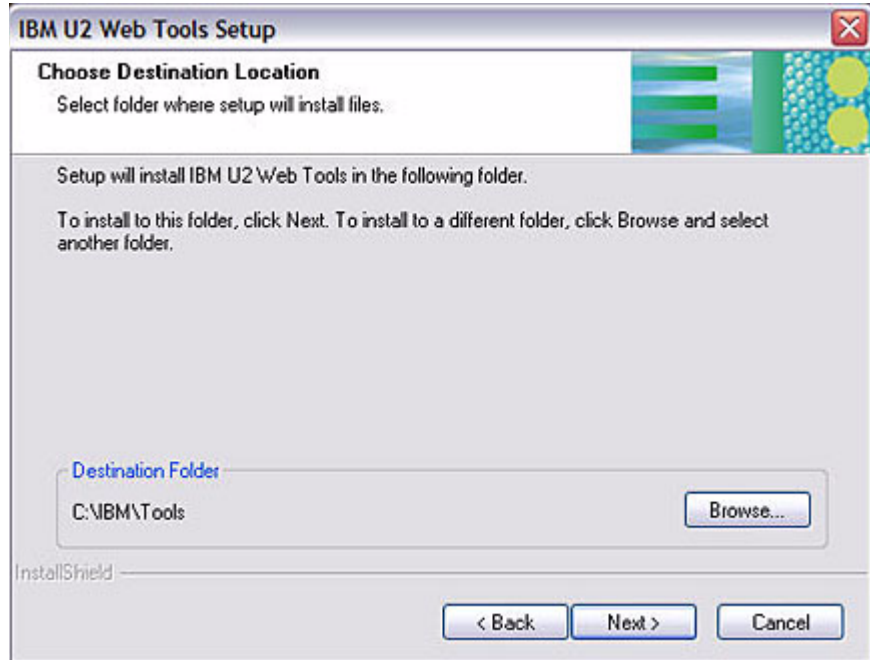 IBM U2 Web Tools Setup
Choose Destination Location
Select folder where setup will install files.
Setup will install IBM U2 Web Tools in the following folder.
To install to this folder, click Next. To install to a different folder, click Browse and select
another folder.
Destination Folder
C:\IBM\Tools
Browse...
InstallShield
< Back
Next >
Cancel